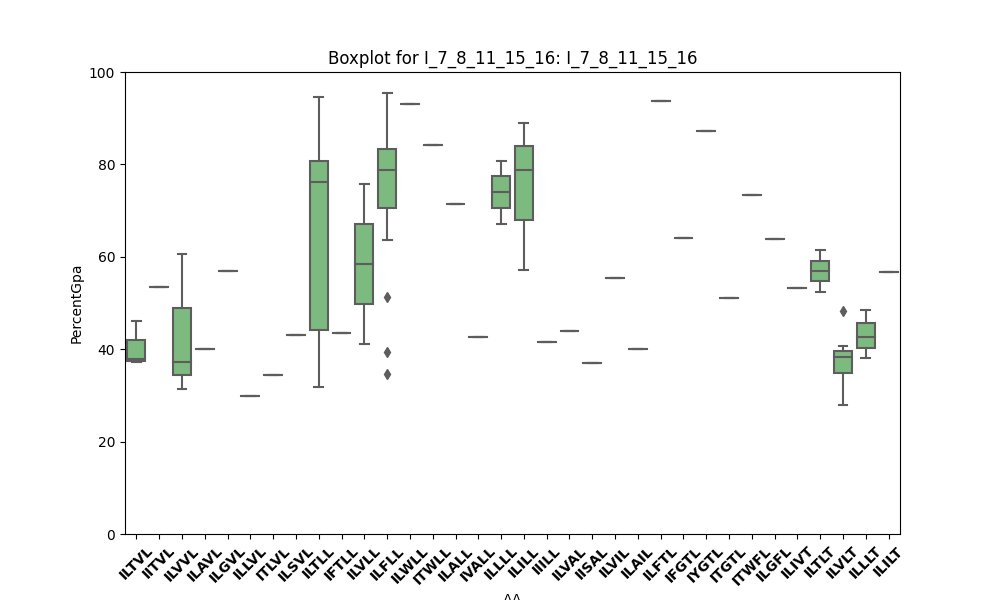 Boxplot for I_7_8_11_15_16: I_7_8_11_15_16
PercentGpa
100
80
60
40
20
0
ILTVL
IITVL
ILVVL
ILAVL
ILGVL
ILLVL
ITLVL
ILSVL
ILTLL
IFTLL
ILVLL
ILFLL
ILWLL
ITWLL
ILALL
IVALL
ILLLL
ILILL
IIILL
ILVAL
IISAL
ILVIL
ILAIL
ILFTL
IFGTL
IYGTL
ITGTL
ITWFL
ILGFL
ILIVT
ILTLT
ILVLT
ILLLT
ILILT